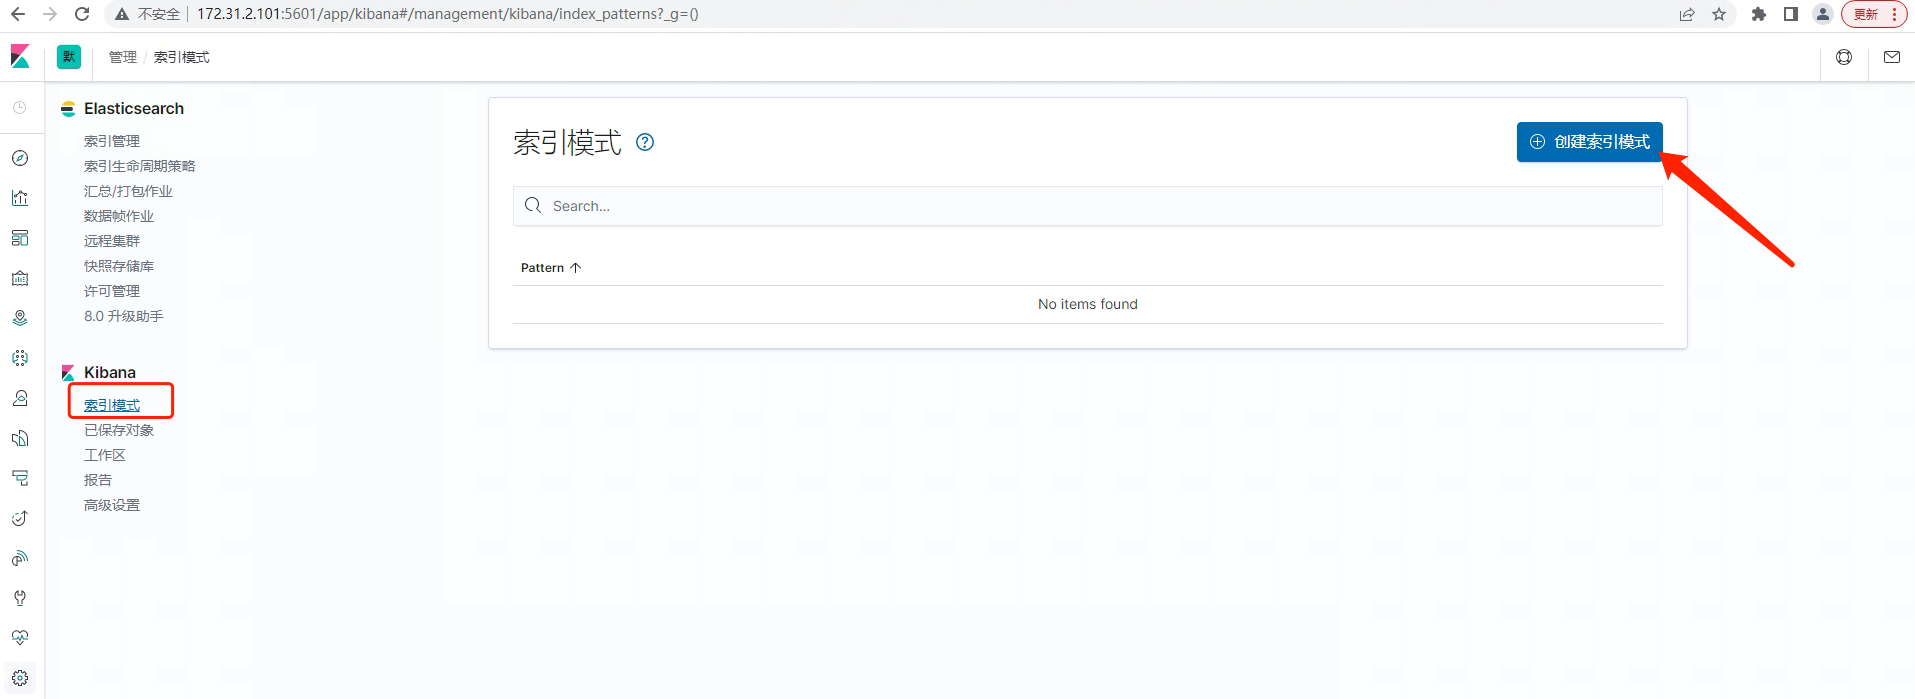 不安全 172.31.2.101:5601/app/kibana#/management/kibana/index_patterns?_g=() 更新
默 管理 / 索引模式
Elasticsearch
索引管理
索引生命周期策略
汇总/打包作业
数据帧作业
远程集群
快照存储库
许可管理
8.0 升级助手
Kibana
索引模式
已保存对象
工作区
报告
高级设置
索引模式
创建索引模式
Search...
Pattern
No items found